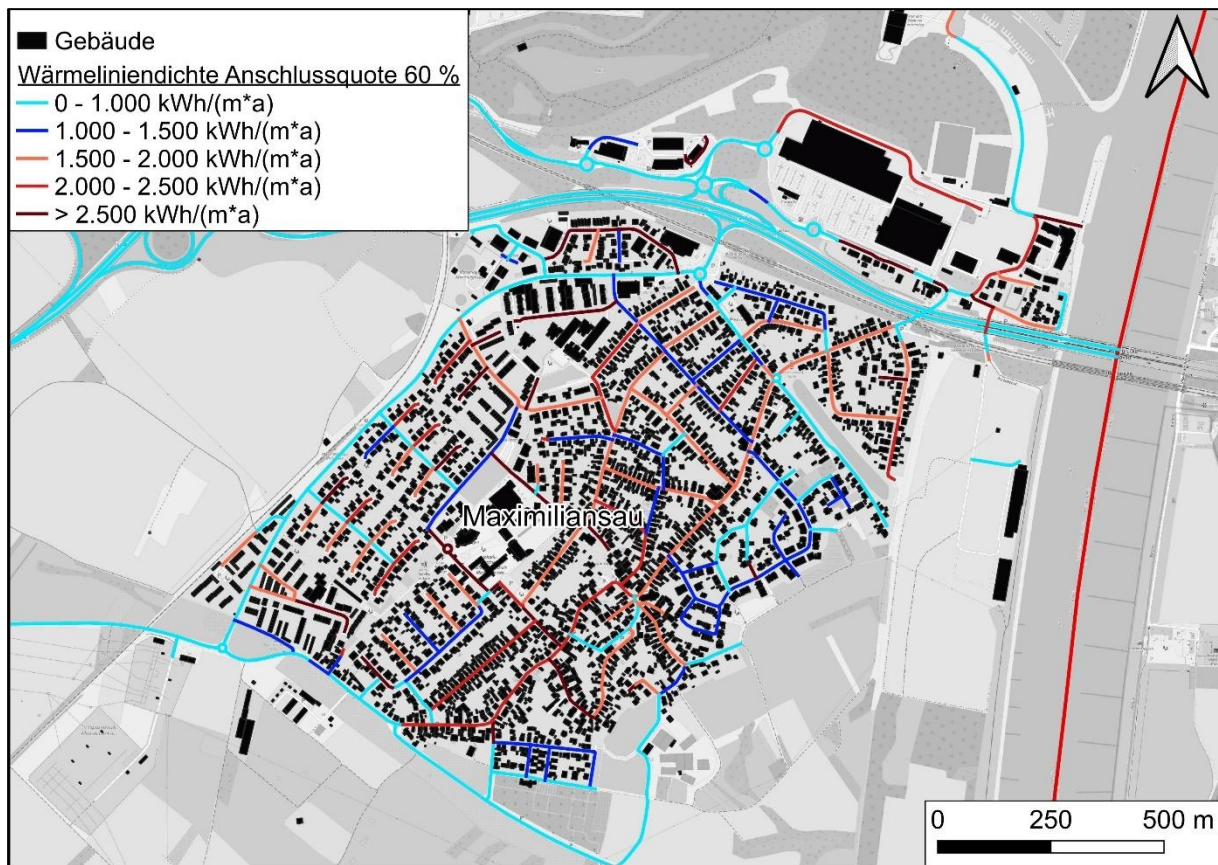 Gebäude
Wärmeliniendichte Anschlussquote 60 %
0 - 1.000 kWh/(m*a)
1.000 - 1.500 kWh/(m*a)
1.500 - 2.000 kWh/(m*a)
2.000 - 2.500 kWh/(m*a)
> 2.500 kWh/(m*a)
Maximiliansau
0 250 500 m